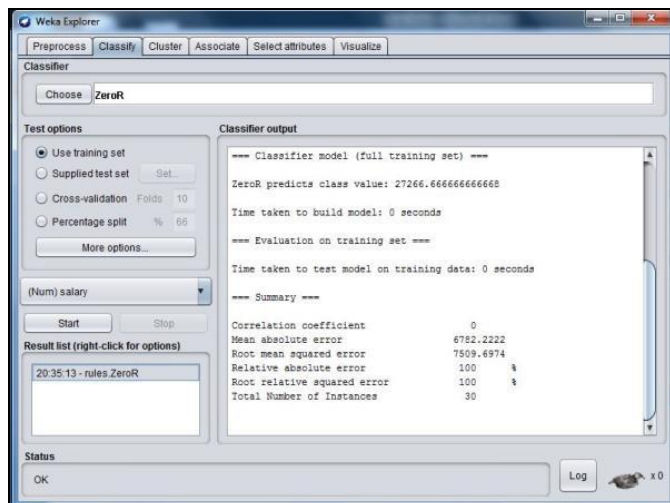 Weka Explorer
Preprocess Classify Cluster Associate Select attributes Visualize
Classifier
Choose ZeroR
Test options
Use training set
Supplied test set Set...
Cross-validation Folds 10
Percentage split % 66
More options...
(Num) salary
Start Stop
Result list (right-click for options)
20:35:13 - rules.ZeroR
Classifier output
=== Classifier model (full training set) ===
ZeroR predicts class value: 27266.666666666668
Time taken to build model: 0 seconds
=== Evaluation on training set ===
Time taken to test model on training data: 0 seconds
=== Summary ===
Correlation coefficient 0
Mean absolute error 6782.2222
Root mean squared error 7509.6974
Relative absolute error 100 %
Root relative squared error 100 %
Total Number of Instances 30
Status
OK
Log x 0